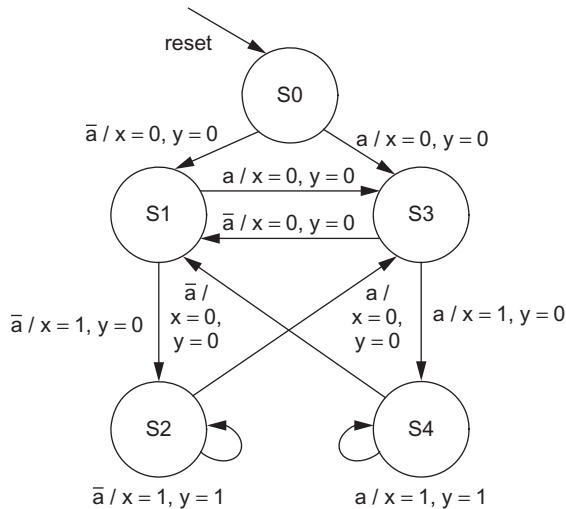 reset
S0
a̅ / x = 0, y = 0
a / x = 0, y = 0
a / x = 0, y = 0
S1
S3
a̅ / x = 0, y = 0
a̅ /
x = 0,
y = 0
a /
x = 0,
y = 0
a̅ / x = 1, y = 0
a / x = 1, y = 0
S2
S4
a̅ / x = 1, y = 1
a / x = 1, y = 1